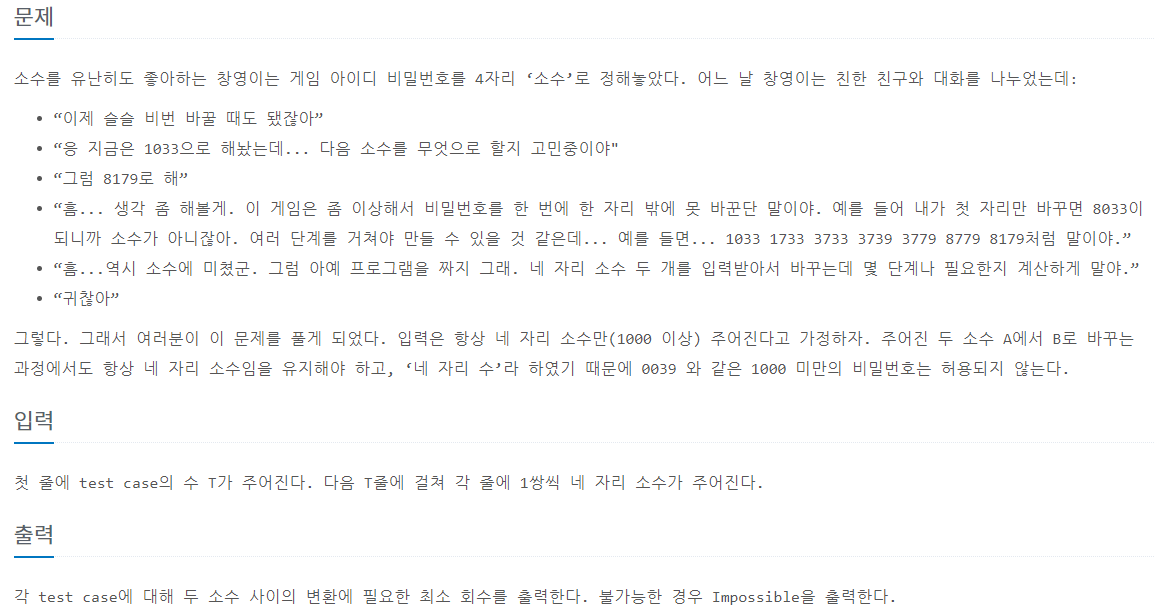 문제
소수를 유난히도 좋아하는 창영이는 게임 아이디 비밀번호를 4자리 ‘소수’로 정해놓았다. 어느 날 창영이는 친한 친구와 대화를 나누었는데:
• “이제 슬슬 비번 바꿀 때도 됐잖아”
• “응 지금은 1033으로 해놨는데... 다음 소수를 무엇으로 할지 고민중이야"
• “그럼 8179로 해”
• “흠... 생각 좀 해볼게. 이 게임은 좀 이상해서 비밀번호를 한 번에 한 자리 밖에 못 바꾼단 말이야. 예를 들어 내가 첫 자리만 바꾸면 8033이
되니까 소수가 아니잖아. 여러 단계를 거쳐야 만들 수 있을 것 같은데... 예를 들면... 1033 1733 3733 3739 3779 8779 8179처럼 말이야.”
• “흠...역시 소수에 미쳤군. 그럼 아예 프로그램을 짜지 그래. 네 자리 소수 두 개를 입력받아서 바꾸는데 몇 단계나 필요한지 계산하게 말야.”
• “귀찮아”
그렇다. 그래서 여러분이 이 문제를 풀게 되었다. 입력은 항상 네 자리 소수만(1000 이상) 주어진다고 가정하자. 주어진 두 소수 A에서 B로 바꾸는
과정에서도 항상 네 자리 소수임을 유지해야 하고, ‘네 자리 수’라 하였기 때문에 0039 와 같은 1000 미만의 비밀번호는 허용되지 않는다.
입력
첫 줄에 test case의 수 T가 주어진다. 다음 T줄에 걸쳐 각 줄에 1쌍씩 네 자리 소수가 주어진다.
출력
각 test case에 대해 두 소수 사이의 변환에 필요한 최소 회수를 출력한다. 불가능한 경우 Impossible을 출력한다.